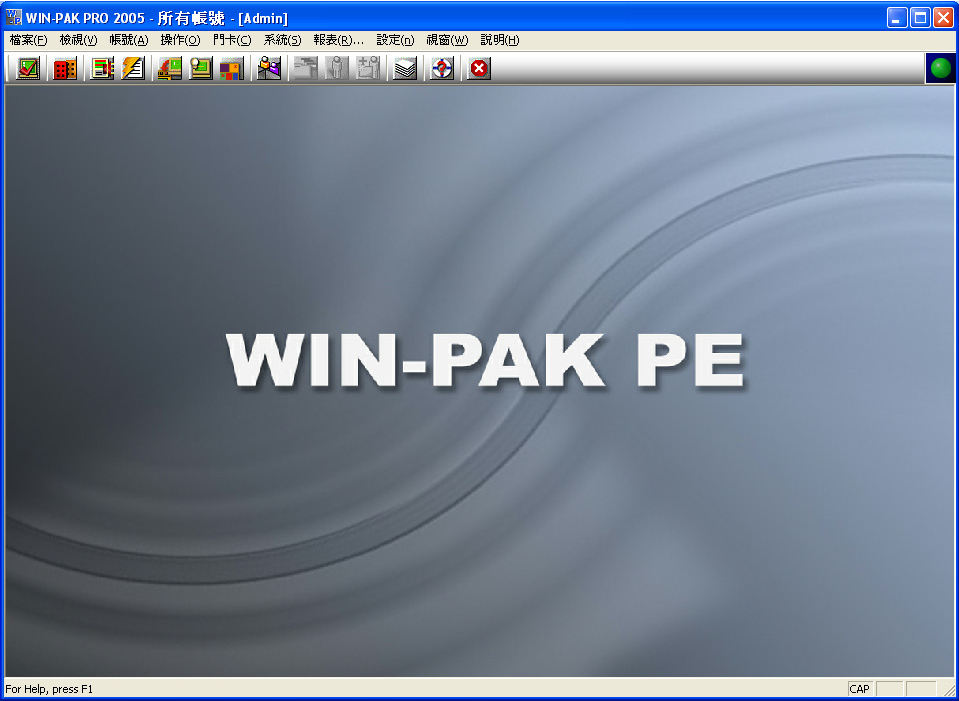 WIN-PAK PRO 2005 - 所有帳號 - [Admin]
檔案(F) 檢視(V) 帳號(A) 操作(O) 門卡(C) 系統(S) 報表(R)... 設定(n) 視窗(W) 說明(H)
WIN-PAK PE
For Help, press F1 CAP